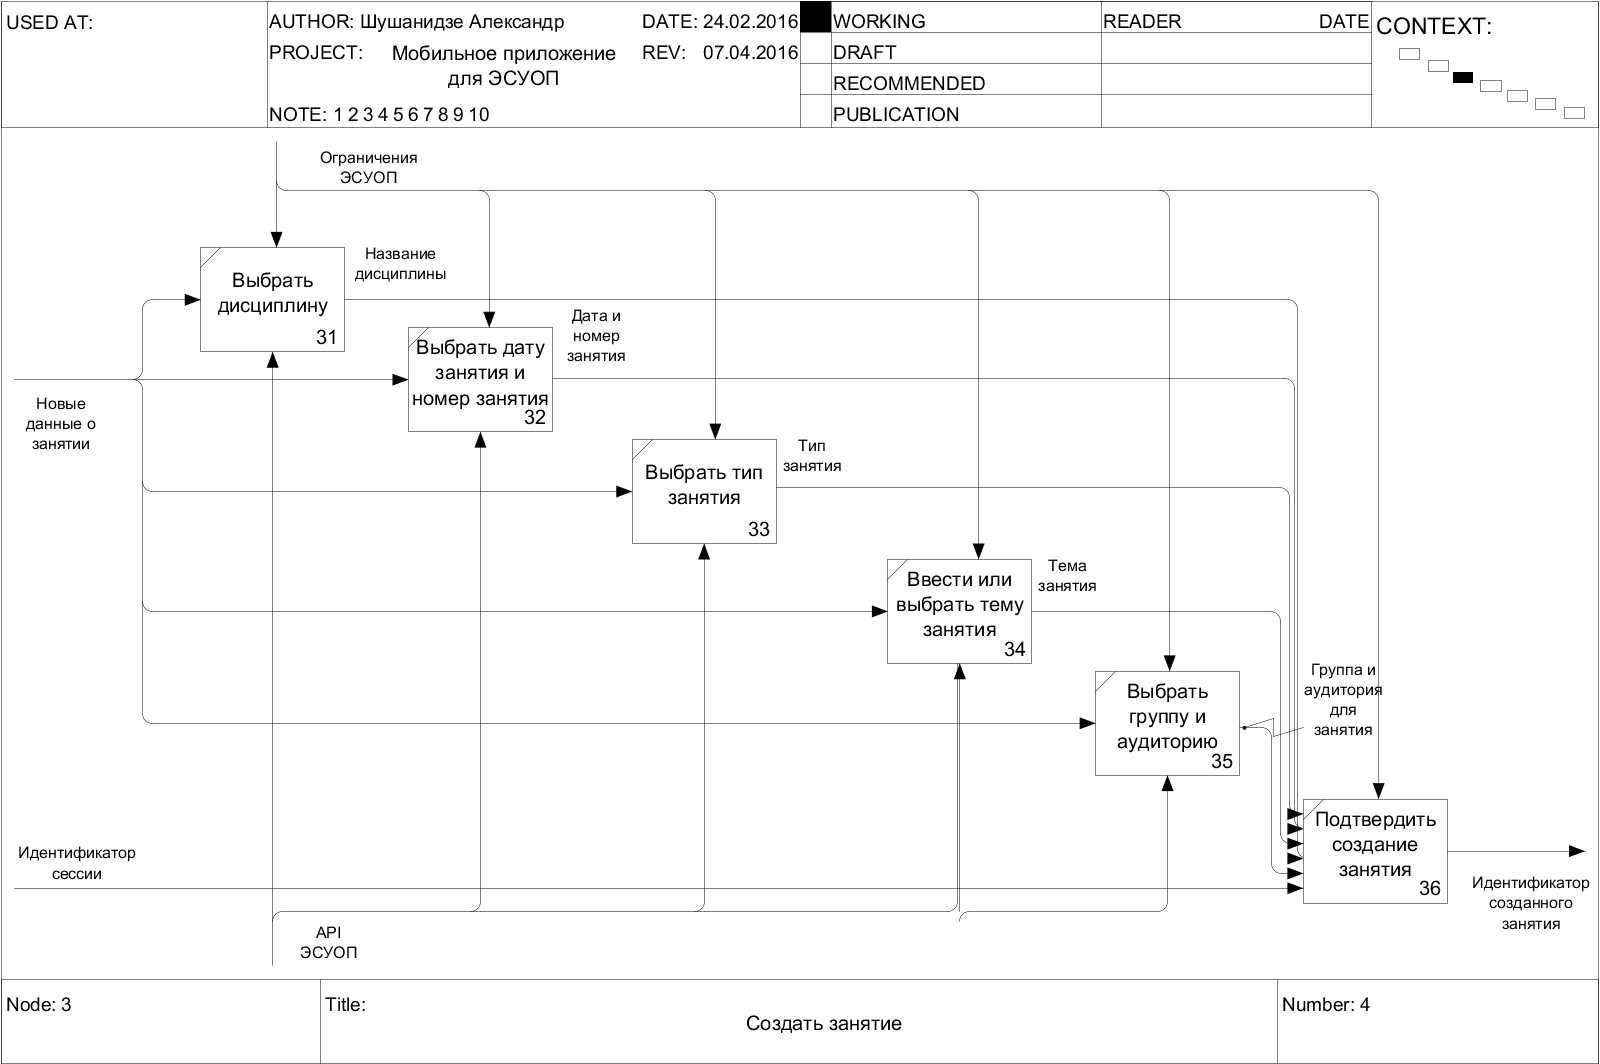 USED AT:
AUTHOR: Шушанидзе Александр
DATE: 24.02.2016
PROJECT: Мобильное приложение
для ЭСУОП
REV: 07.04.2016
NOTE: 1 2 3 4 5 6 7 8 9 10
WORKING
DRAFT
RECOMMENDED
PUBLICATION
READER
DATE
CONTEXT:
Ограничения
ЭСУОП
Выбрать
дисциплину
31
Название
дисциплины
Выбрать дату
занятия и
номер занятия
32
Дата и
номер
занятия
Новые
данные о
занятии
Выбрать тип
занятия
33
Тип
занятия
Ввести или
выбрать тему
занятия
34
Тема
занятия
Выбрать
группу и
аудиторию
35
Группа и
аудитория
для
занятия
Подтвердить
создание
занятия
36
Идентификатор
сессии
Идентификатор
созданного
занятия
API
ЭСУОП
Node: 3
Title:
Создать занятие
Number: 4